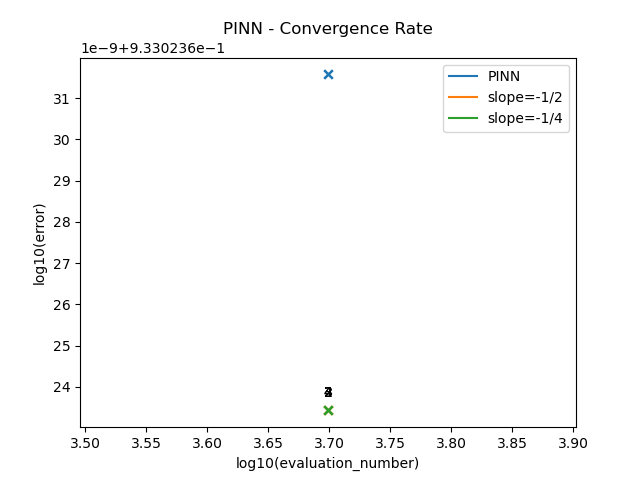 PINN - Convergence Rate
1e−9+9.330236e−1
PINN
slope=-1/2
slope=-1/4
31
30
29
28
27
26
25
24
log10(error)
3.50 3.55 3.60 3.65 3.70 3.75 3.80 3.85 3.90
log10(evaluation_number)